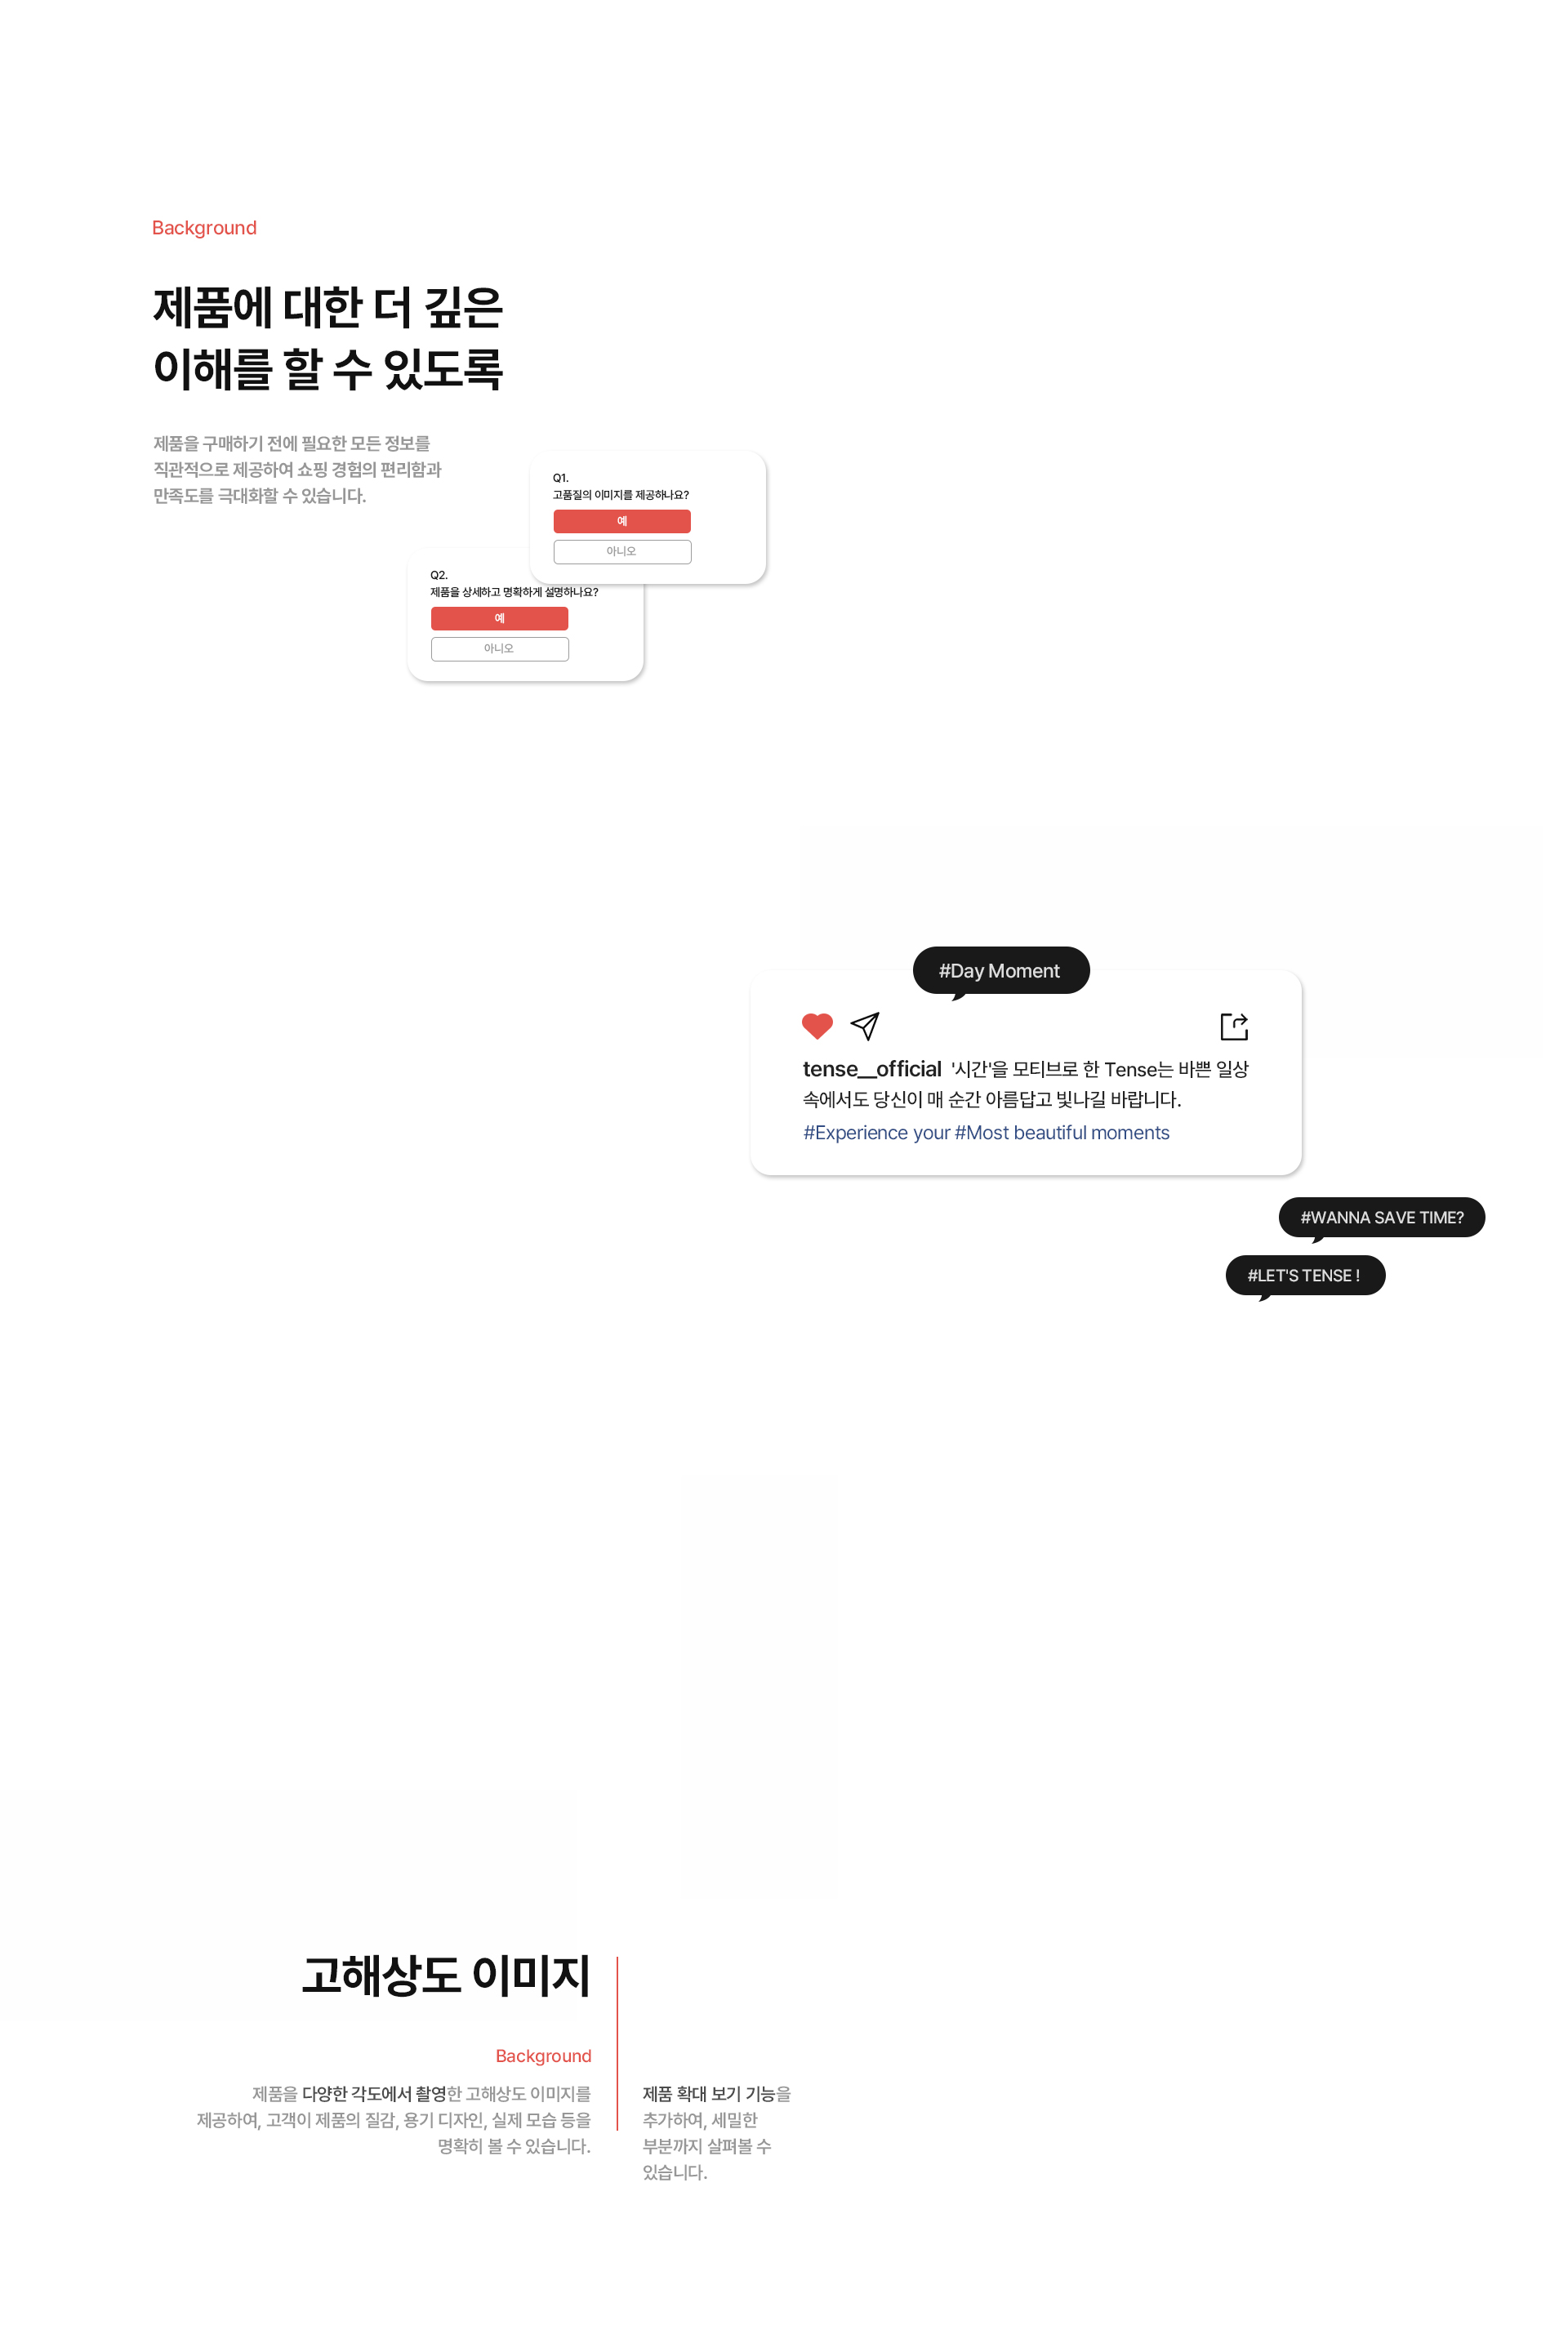 Background
제품에 대한 더 깊은
이해를 할 수 있도록
제품을 구매하기 전에 필요한 모든 정보를
직관적으로 제공하여 쇼핑 경험의 편리함과
만족도를 극대화할 수 있습니다.
Q1.
고품질의 이미지를 제공하나요?
예
아니오
Q2.
제품을 상세하고 명확하게 설명하나요?
예
아니오
#Day Moment
tense__official '시간'을 모티브로 한 Tense는 바쁜 일상
속에서도 당신이 매 순간 아름답고 빛나길 바랍니다.
#Experience your #Most beautiful moments
#WANNA SAVE TIME?
#LET'S TENSE !
고해상도 이미지
Background
제품을 다양한 각도에서 촬영한 고해상도 이미지를
제공하여, 고객이 제품의 질감, 용기 디자인, 실제 모습 등을
명확히 볼 수 있습니다.
제품 확대 보기 기능을
추가하여, 세밀한
부분까지 살펴볼 수
있습니다.